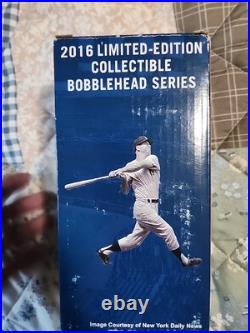 2016 LIMITED-EDITION
COLLECTIBLE
BOBBLEHEAD SERIES
Image Courtesy of New York Daily News